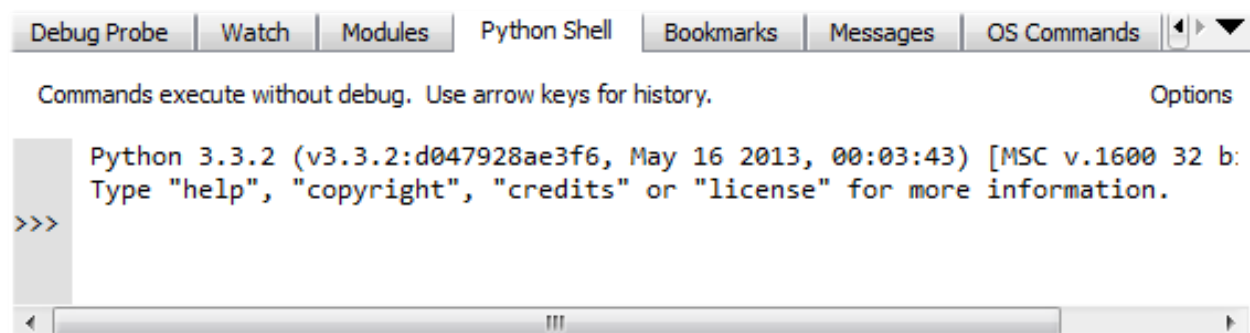 Debug Probe Watch Modules Python Shell Bookmarks Messages OS Commands
Commands execute without debug. Use arrow keys for history. Options
Python 3.3.2 (v3.3.2:d047928ae3f6, May 16 2013, 00:03:43) [MSC v.1600 32 b
Type "help", "copyright", "credits" or "license" for more information.
>>>